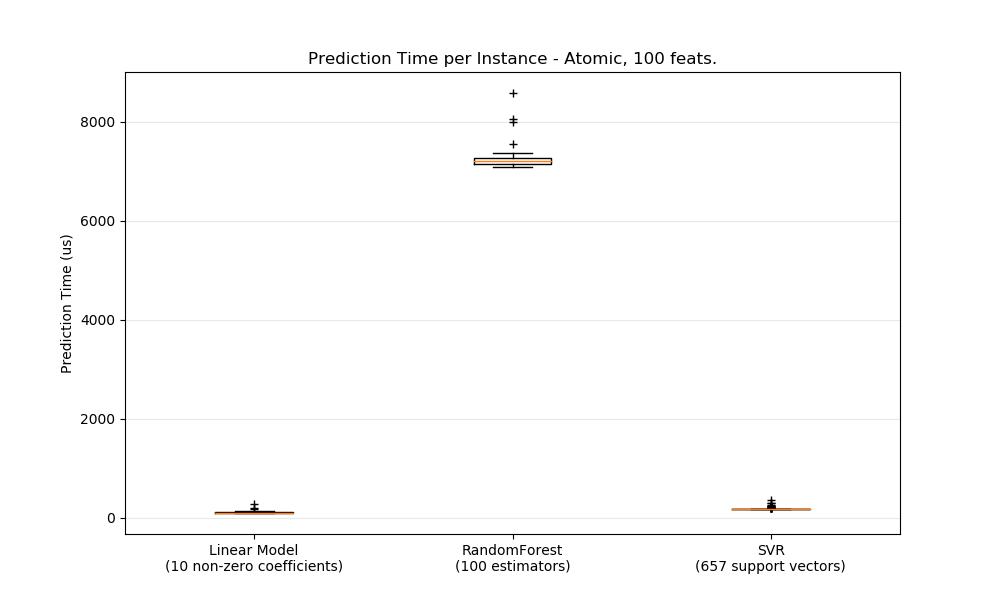 Prediction Time per Instance - Atomic, 100 feats.
Prediction Time (us)
8000
6000
4000
2000
0
Linear Model
(10 non-zero coefficients)
RandomForest
(100 estimators)
SVR
(657 support vectors)